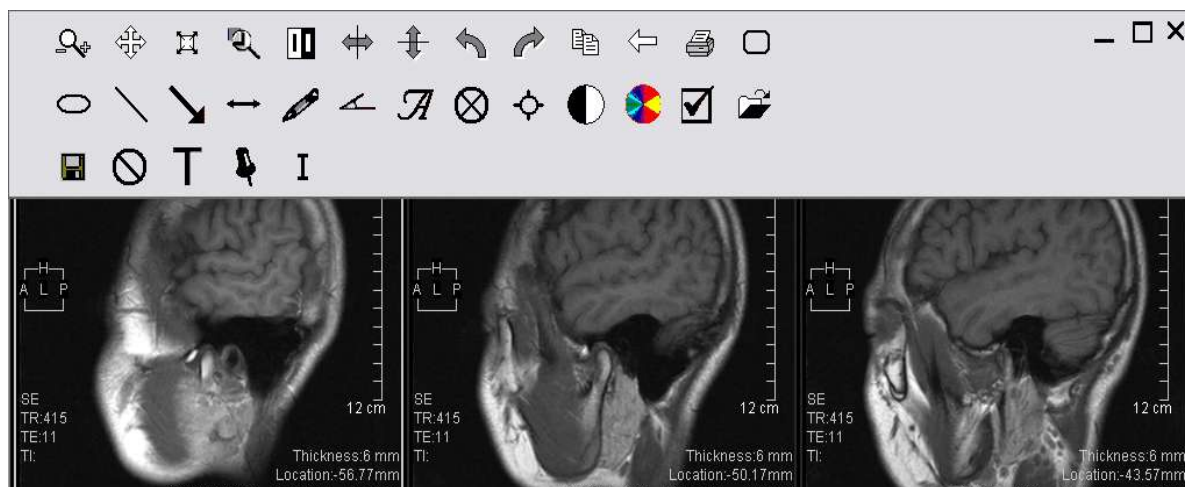 H
A L P
12 cm
SE
TR:415
TE:11
TI:
Thickness:6 mm
Location:-56.77mm
H
A L P
12 cm
SE
TR:415
TE:11
TI:
Thickness:6 mm
Location:-50.17mm
H
A L P
12 cm
SE
TR:415
TE:11
TI:
Thickness:6 mm
Location:-43.57mm